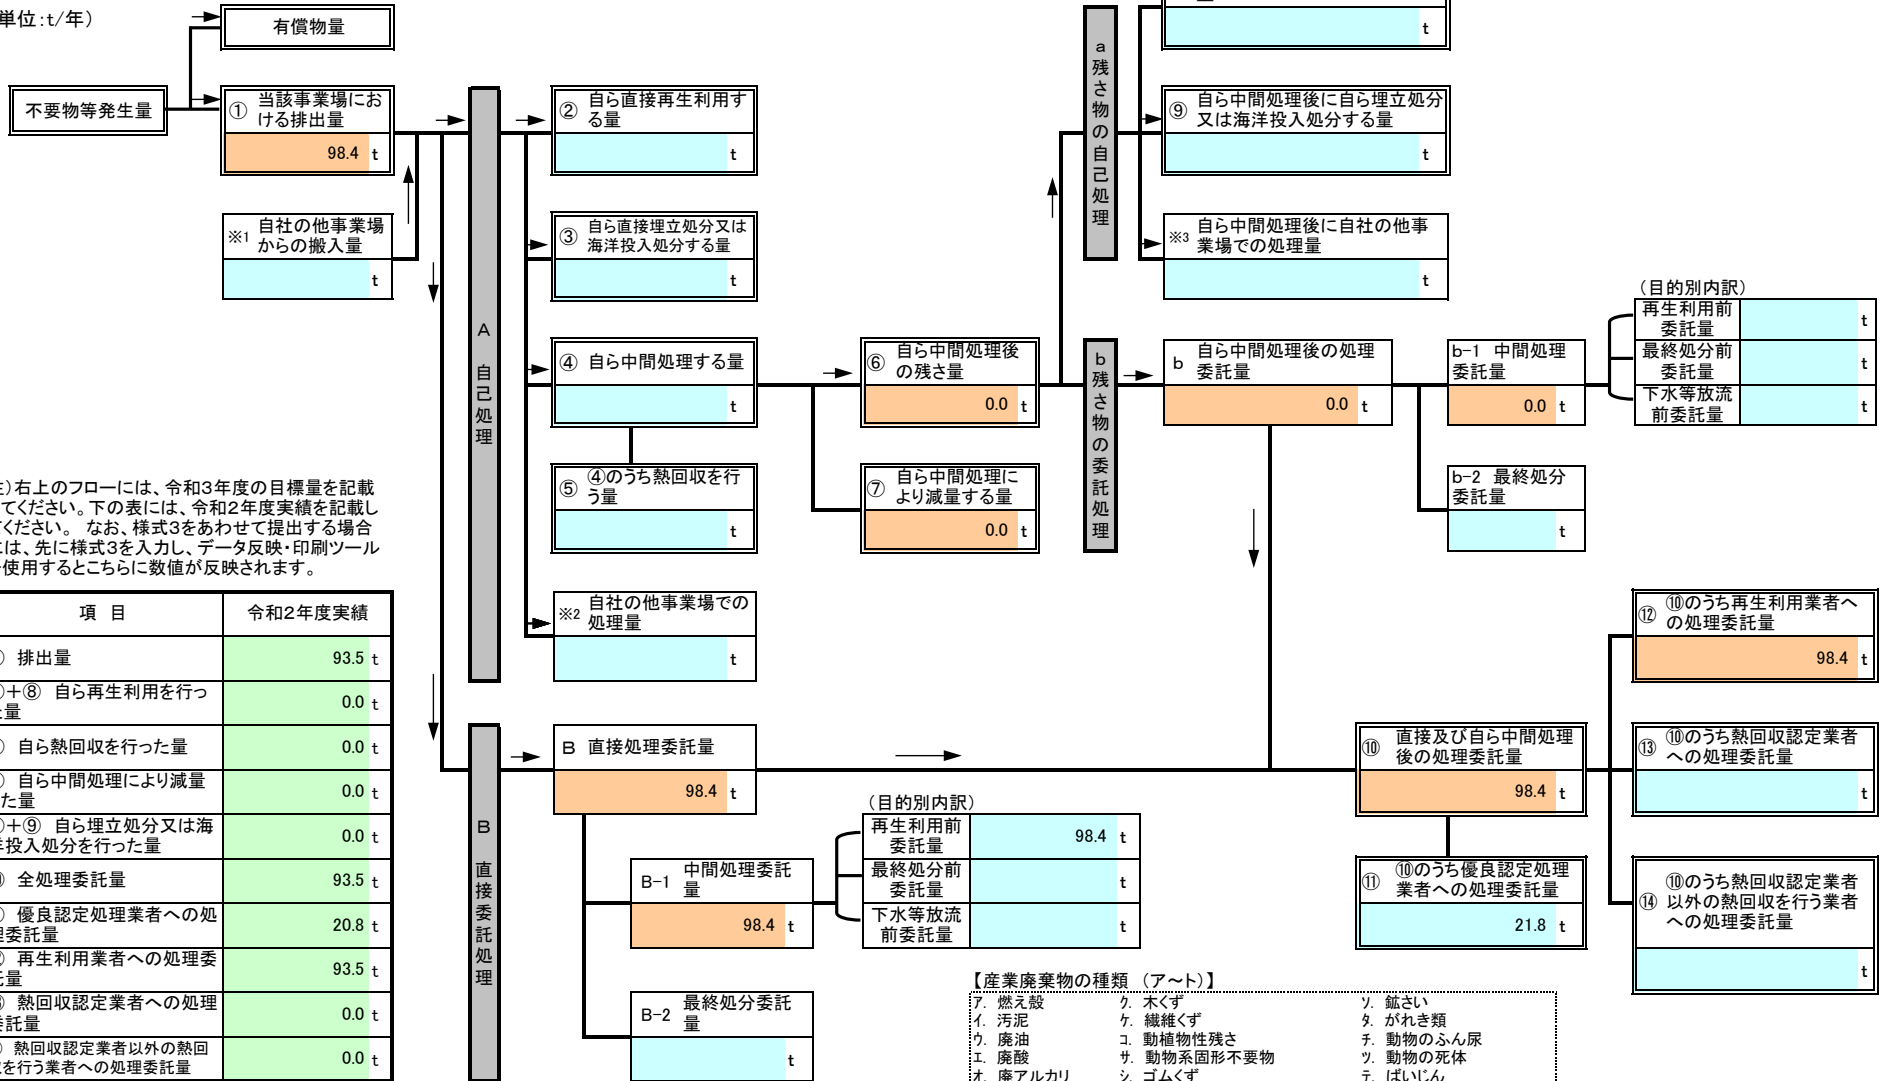 単位:t/年)
有償物量
不要物等発生量
① 当該事業場にお
ける排出量
98.4 t
※1 自社の他事業場
からの搬入量
t
A 自己処理
② 自ら直接再生利用す
る量
t
③ 自ら直接埋立処分又は
海洋投入処分する量
t
④ 自ら中間処理する量
t
⑤ ④のうち熱回収を行
う量
t
※2 自社の他事業場での
処理量
t
⑥ 自ら中間処理後
の残さ量
0.0 t
⑦ 自ら中間処理に
より減量する量
0.0 t
a 残さ物の自己処理
t
⑨ 自ら中間処理後に自ら埋立処分
又は海洋投入処分する量
t
※3 自ら中間処理後に自社の他事
業場での処理量
t
b 残さ物の委託処理
b 自ら中間処理後の処理
委託量
0.0 t
b-1 中間処理
委託量
0.0 t
b-2 最終処分
委託量
t
(目的別内訳)
再生利用前
委託量
t
最終処分前
委託量
t
下水等放流
前委託量
t
)右上のフローには、令和3年度の目標量を記載
てください。下の表には、令和2年度実績を記載し
ください。 なお、様式3をあわせて提出する場合
は、先に様式3を入力し、データ反映・印刷ツール
使用するとこちらに数値が反映されます。
項 目 令和2年度実績
) 排出量 93.5 t
)+⑧ 自ら再生利用を行っ
量 0.0 t
) 自ら熱回収を行った量 0.0 t
) 自ら中間処理により減量
た量 0.0 t
)+⑨ 自ら埋立処分又は海
投入処分を行った量 0.0 t
) 全処理委託量 93.5 t
) 優良認定処理業者への処
委託量 20.8 t
) 再生利用業者への処理委
量 93.5 t
) 熱回収認定業者への処理
託量 0.0 t
) 熱回収認定業者以外の熱回
を行う業者への処理委託量 0.0 t
B 直接委託処理
B 直接処理委託量
98.4 t
B-1 中間処理委託
量
98.4 t
B-2 最終処分委託
量
t
(目的別内訳)
再生利用前
委託量
98.4 t
最終処分前
委託量
t
下水等放流
前委託量
t
⑩ 直接及び自ら中間処理
後の処理委託量
98.4 t
⑪ ⑩のうち優良認定処理
業者への処理委託量
21.8 t
⑫ ⑩のうち再生利用業者へ
の処理委託量
98.4 t
⑬ ⑩のうち熱回収認定業者
への処理委託量
t
⑭ ⑩のうち熱回収認定業者
以外の熱回収を行う業者
への処理委託量
t
【産業廃棄物の種類 (ア~ト)】
ア. 燃え殻 ク. 木くず ソ. 鉱さい
イ. 汚泥 ケ. 繊維くず タ. がれき類
ウ. 廃油 コ. 動植物性残さ チ. 動物のふん尿
エ. 廃酸 サ. 動物系固形不要物 ツ. 動物の死体
オ. 廃アルカリ シ. ゴムくず テ. ばいじん